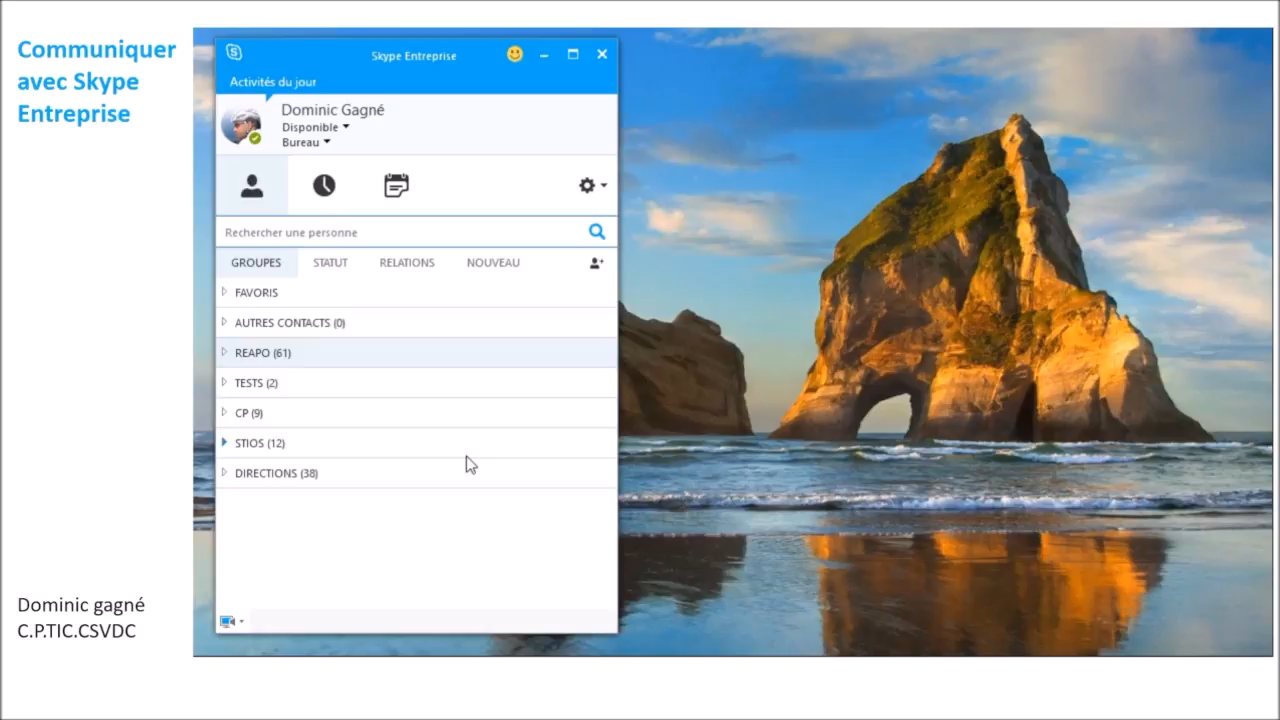 Communiquer
avec Skype
Entreprise
Skype Entreprise
Activités du jour
Dominic Gagné
Disponible
Bureau
Rechercher une personne
GROUPES STATUT RELATIONS NOUVEAU
FAVORIS
AUTRES CONTACTS (0)
REAPO (61)
TESTS (2)
CP (9)
STIOS (12)
DIRECTIONS (38)
Dominic gagné
C.P.TIC.CSVDC